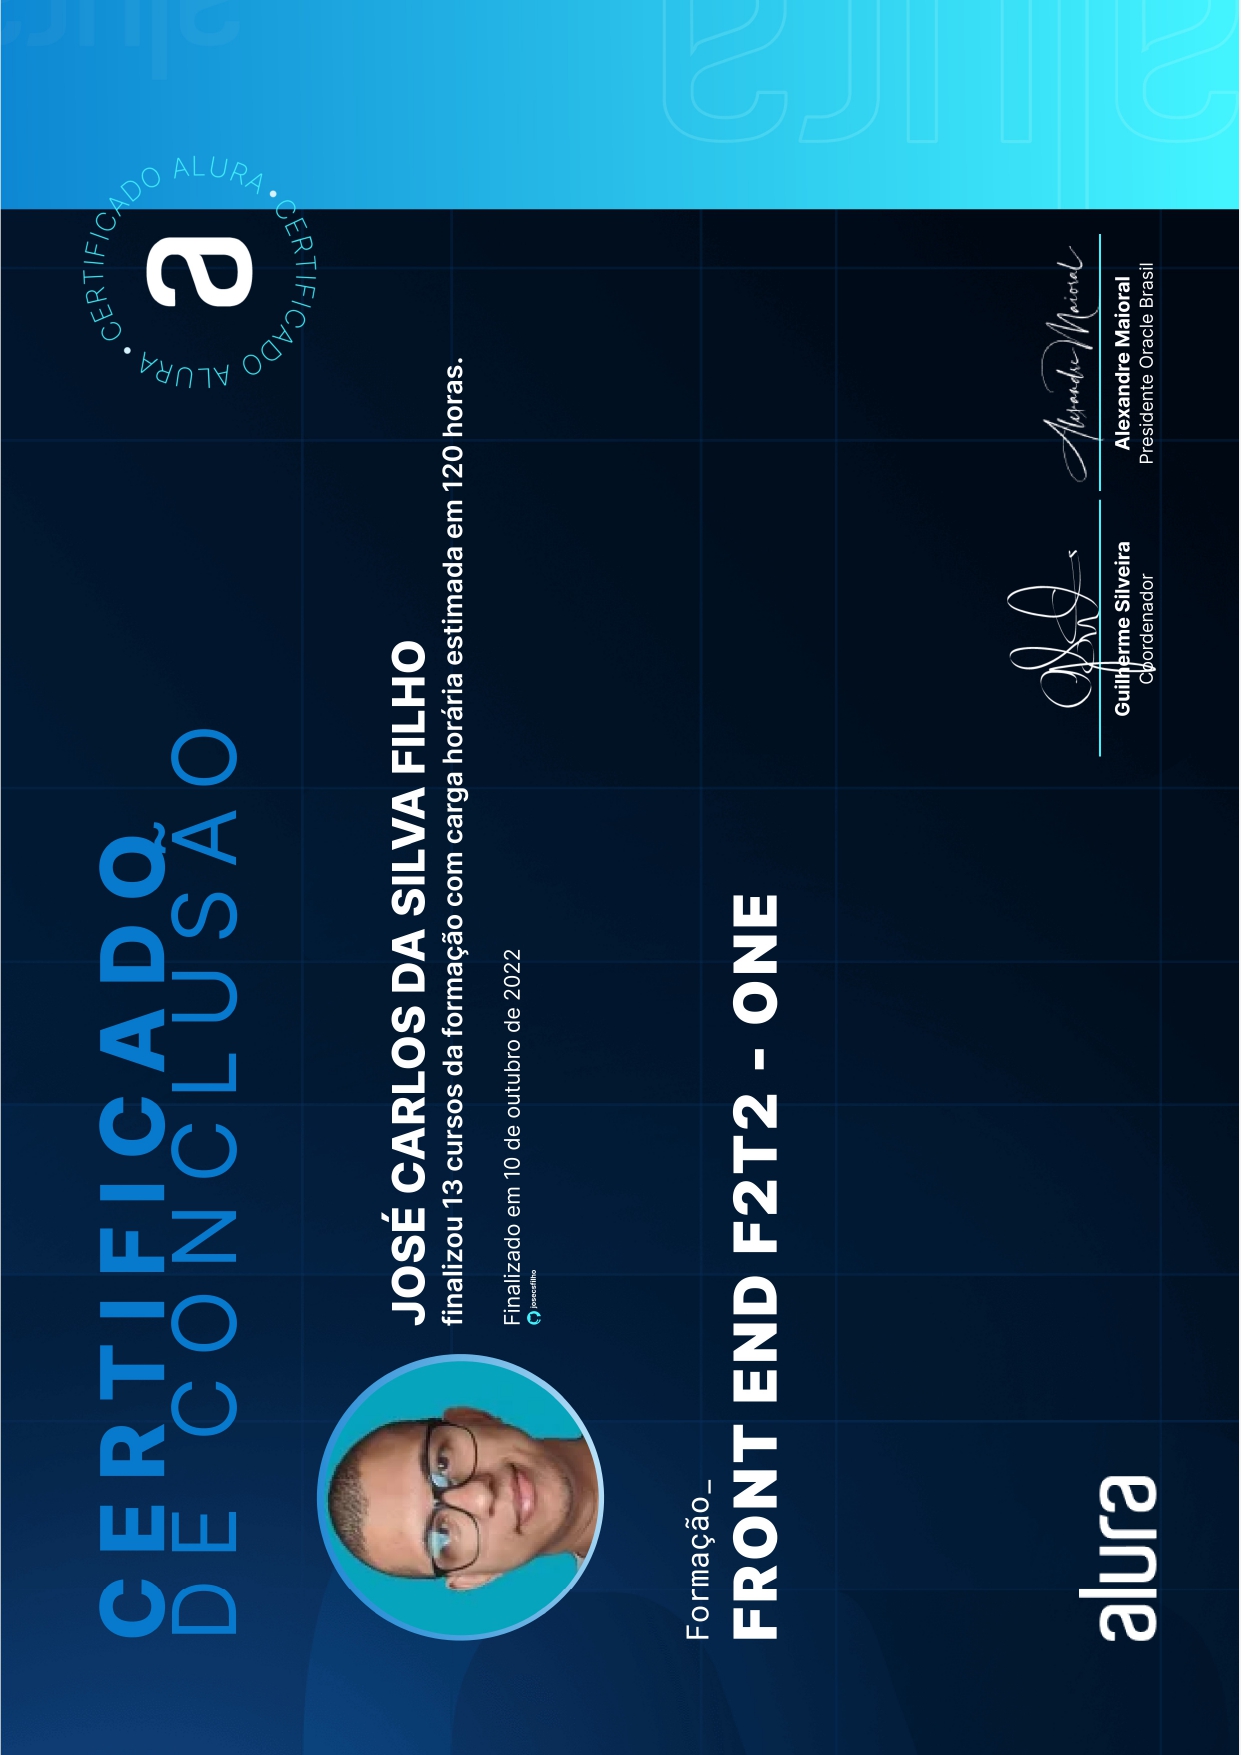 CERTIFICADO
DE CONCLUSÃO
CERTIFICADO ALURA • CERTIFICADO ALURA •
a
JOSÉ CARLOS DA SILVA FILHO
finalizou 13 cursos da formação com carga horária estimada em 120 horas.
Finalizado em 10 de outubro de 2022
josecsfilho
Formação_
FRONT END F2T2 - ONE
alura
Alexandre Maioral
Guilherme Silveira
Coordenador
Alexandre Maioral
Presidente Oracle Brasil
alura
alura